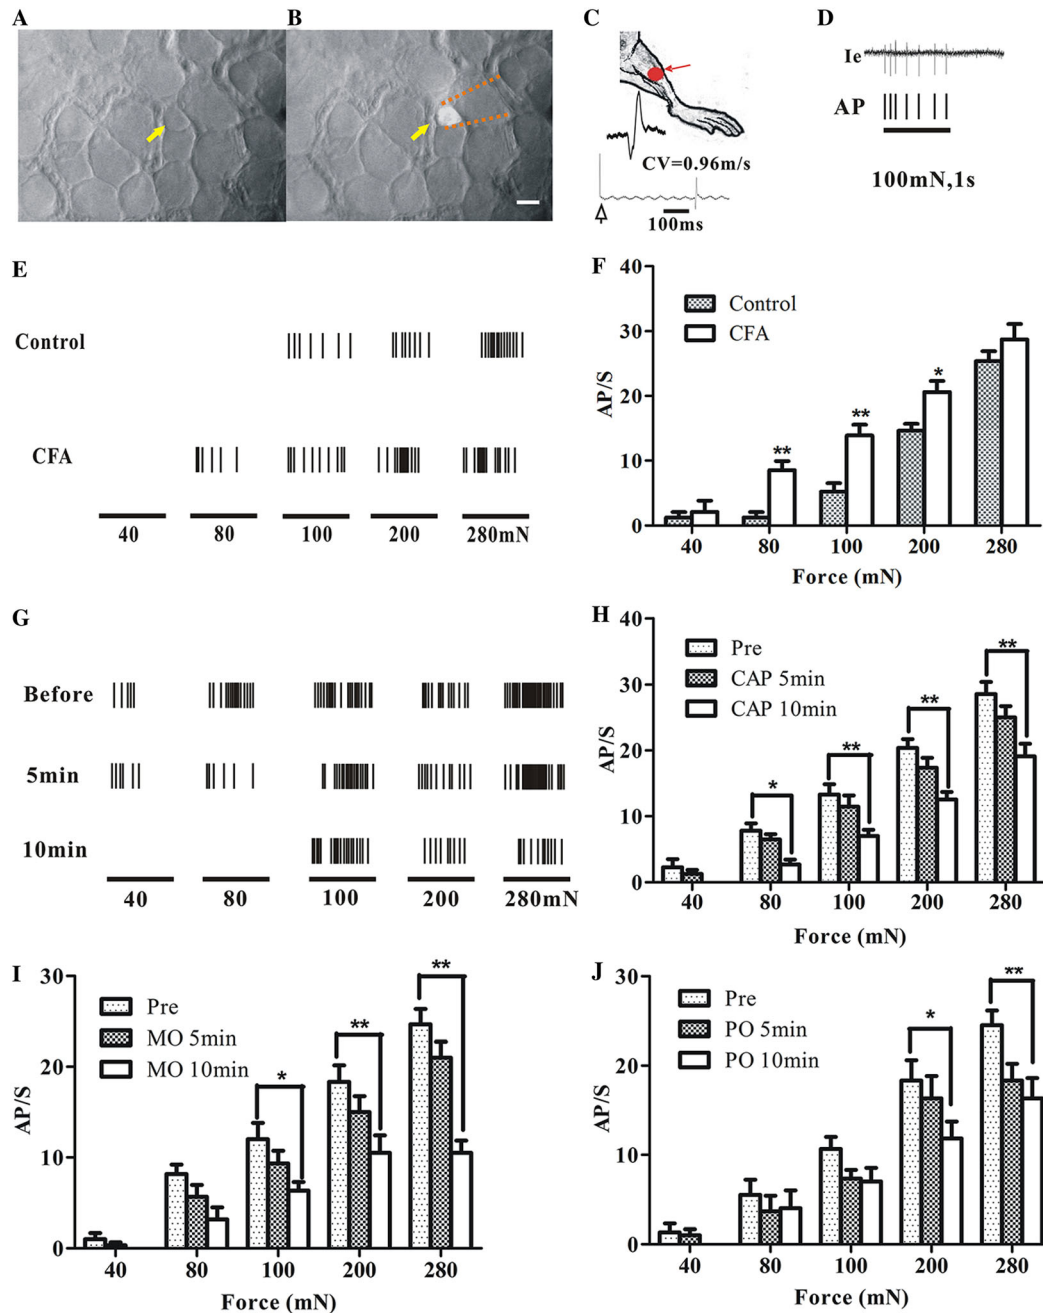 A
B
C
CV=0.96m/s
100ms
D
Ie
AP
100mN,1s
E
Control
CFA
40 80 100 200 280mN
F
40
30
20
10
0
AP/S
Control
CFA
** ** *
40 80 100 200 280
Force (mN)
G
Before
5min
10min
40 80 100 200 280mN
H
40
30
20
10
0
AP/S
Pre
CAP 5min
CAP 10min
* ** ** **
40 80 100 200 280
Force (mN)
I
30
20
10
0
AP/S
Pre
MO 5min
MO 10min
* ** **
40 80 100 200 280
Force (mN)
J
30
20
10
0
AP/S
Pre
PO 5min
PO 10min
* **
40 80 100 200 280
Force (mN)